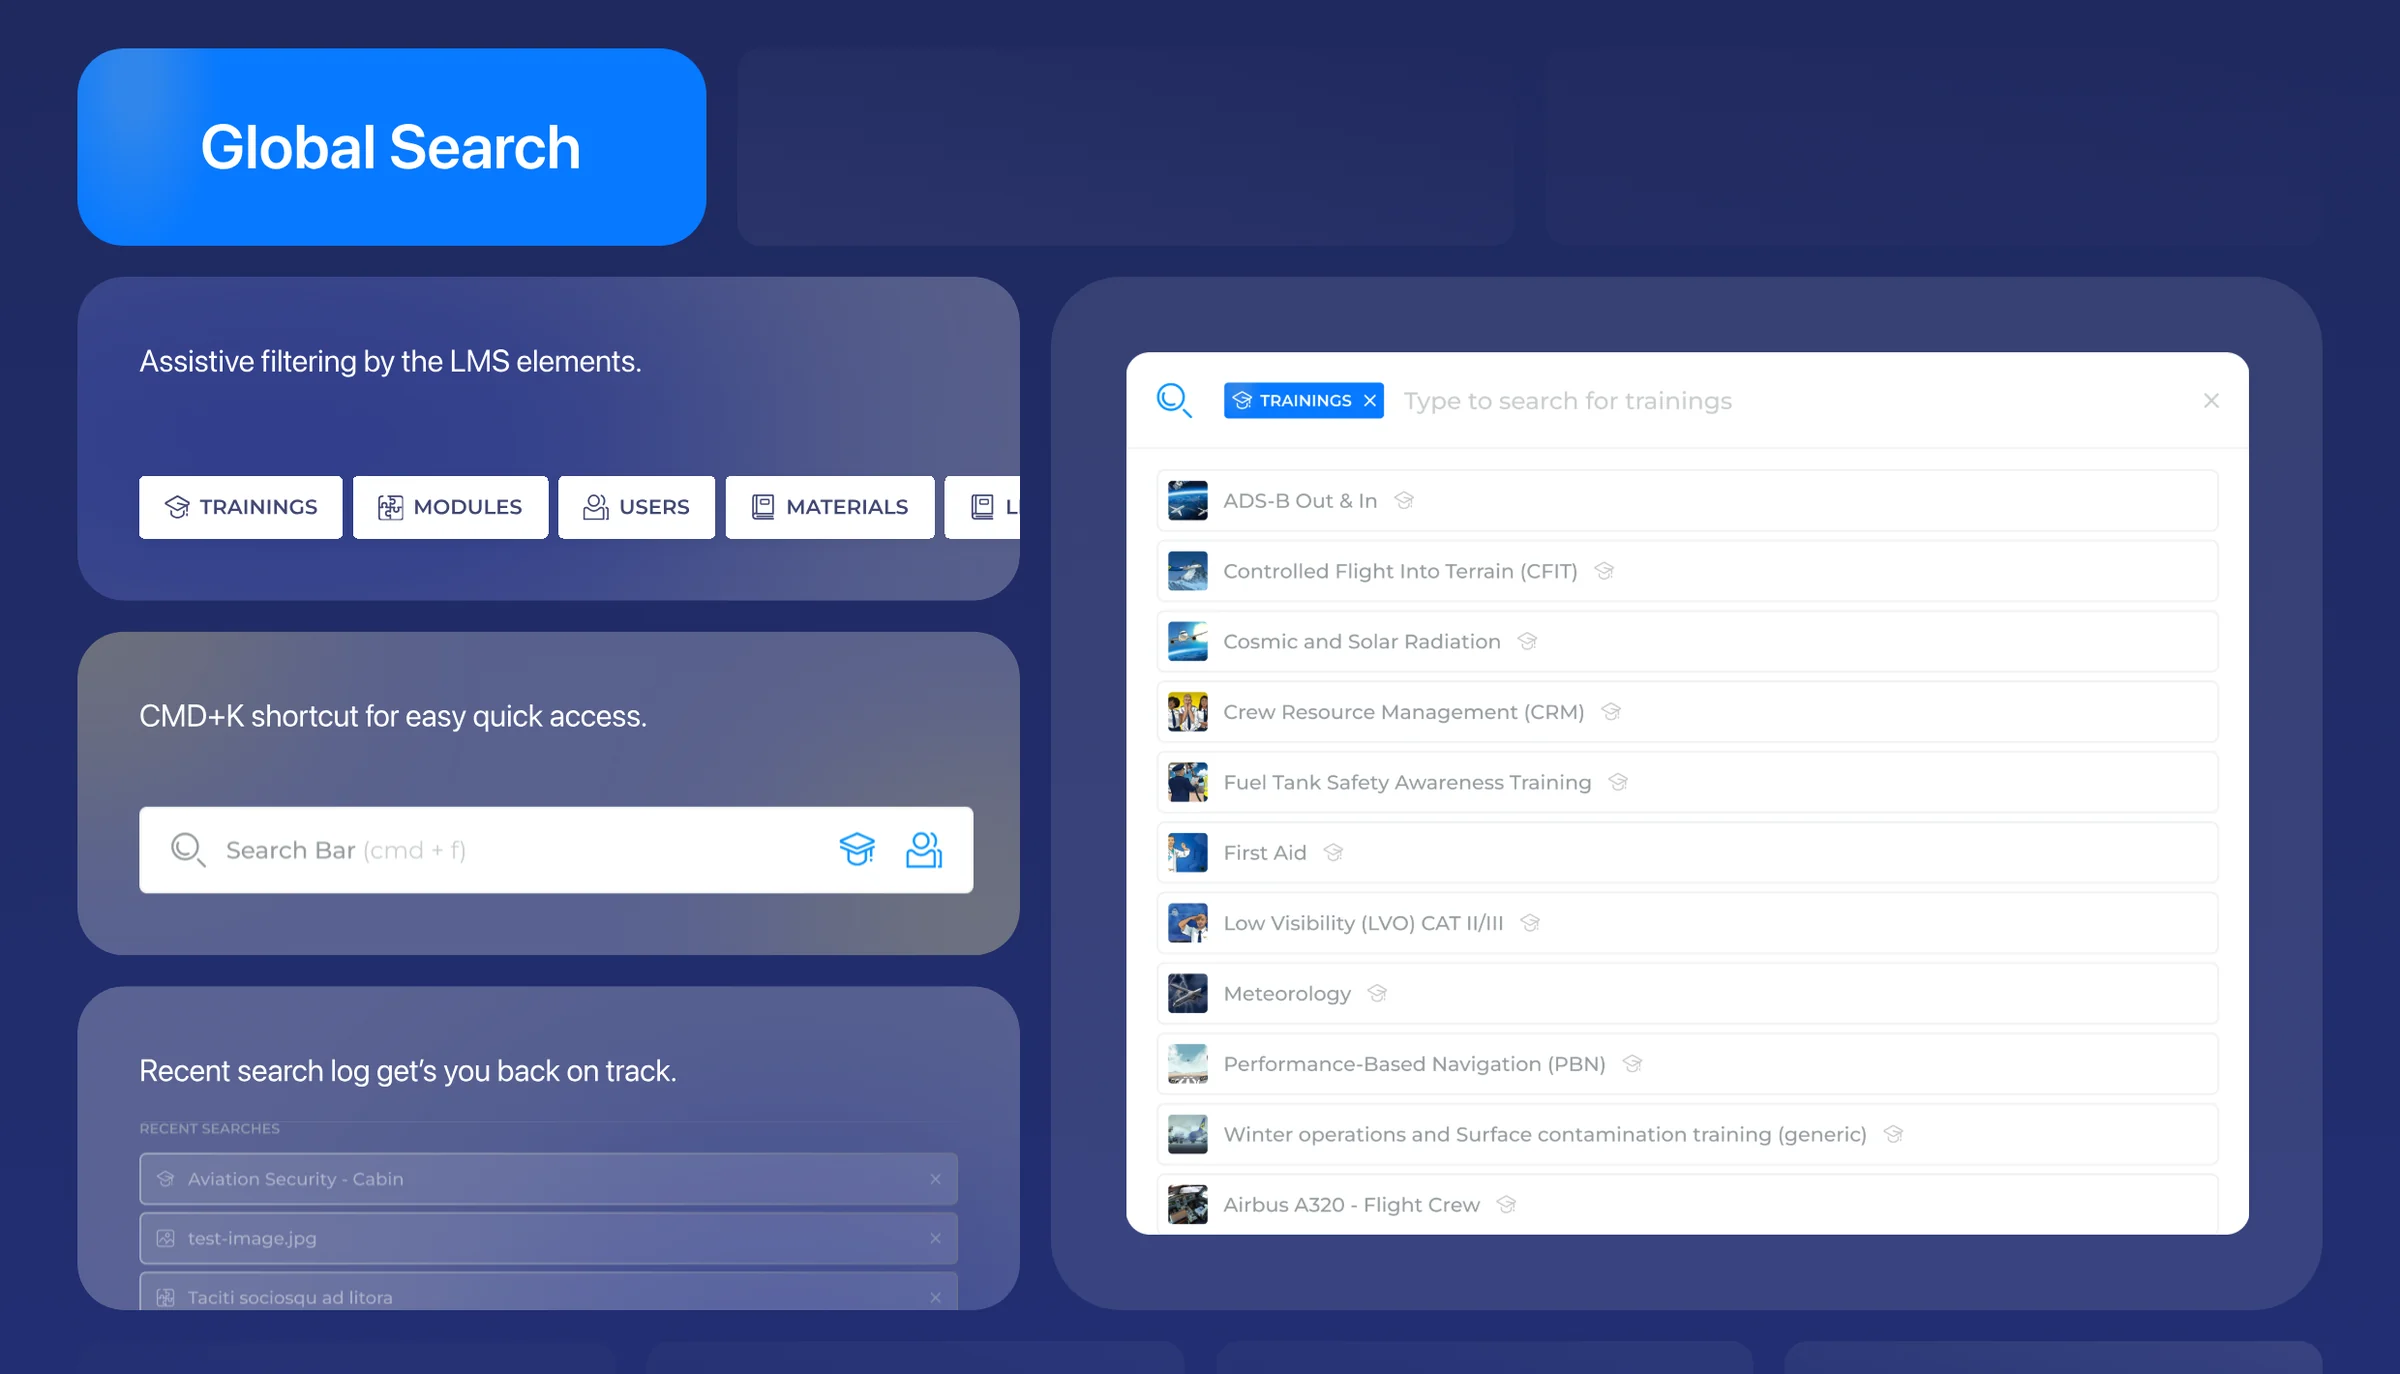 Global Search
Assistive filtering by the LMS elements.
TRAININGS MODULES USERS MATERIALS
CMD+K shortcut for easy quick access.
Search Bar (cmd + f)
Recent search log get’s you back on track.
RECENT SEARCHES
Aviation Security - Cabin
test-image.jpg
Taciti sociosqu ad litora
TRAININGS Type to search for trainings
ADS-B Out & In
Controlled Flight Into Terrain (CFIT)
Cosmic and Solar Radiation
Crew Resource Management (CRM)
Fuel Tank Safety Awareness Training
First Aid
Low Visibility (LVO) CAT II/III
Meteorology
Performance-Based Navigation (PBN)
Winter operations and Surface contamination training (generic)
Airbus A320 - Flight Crew